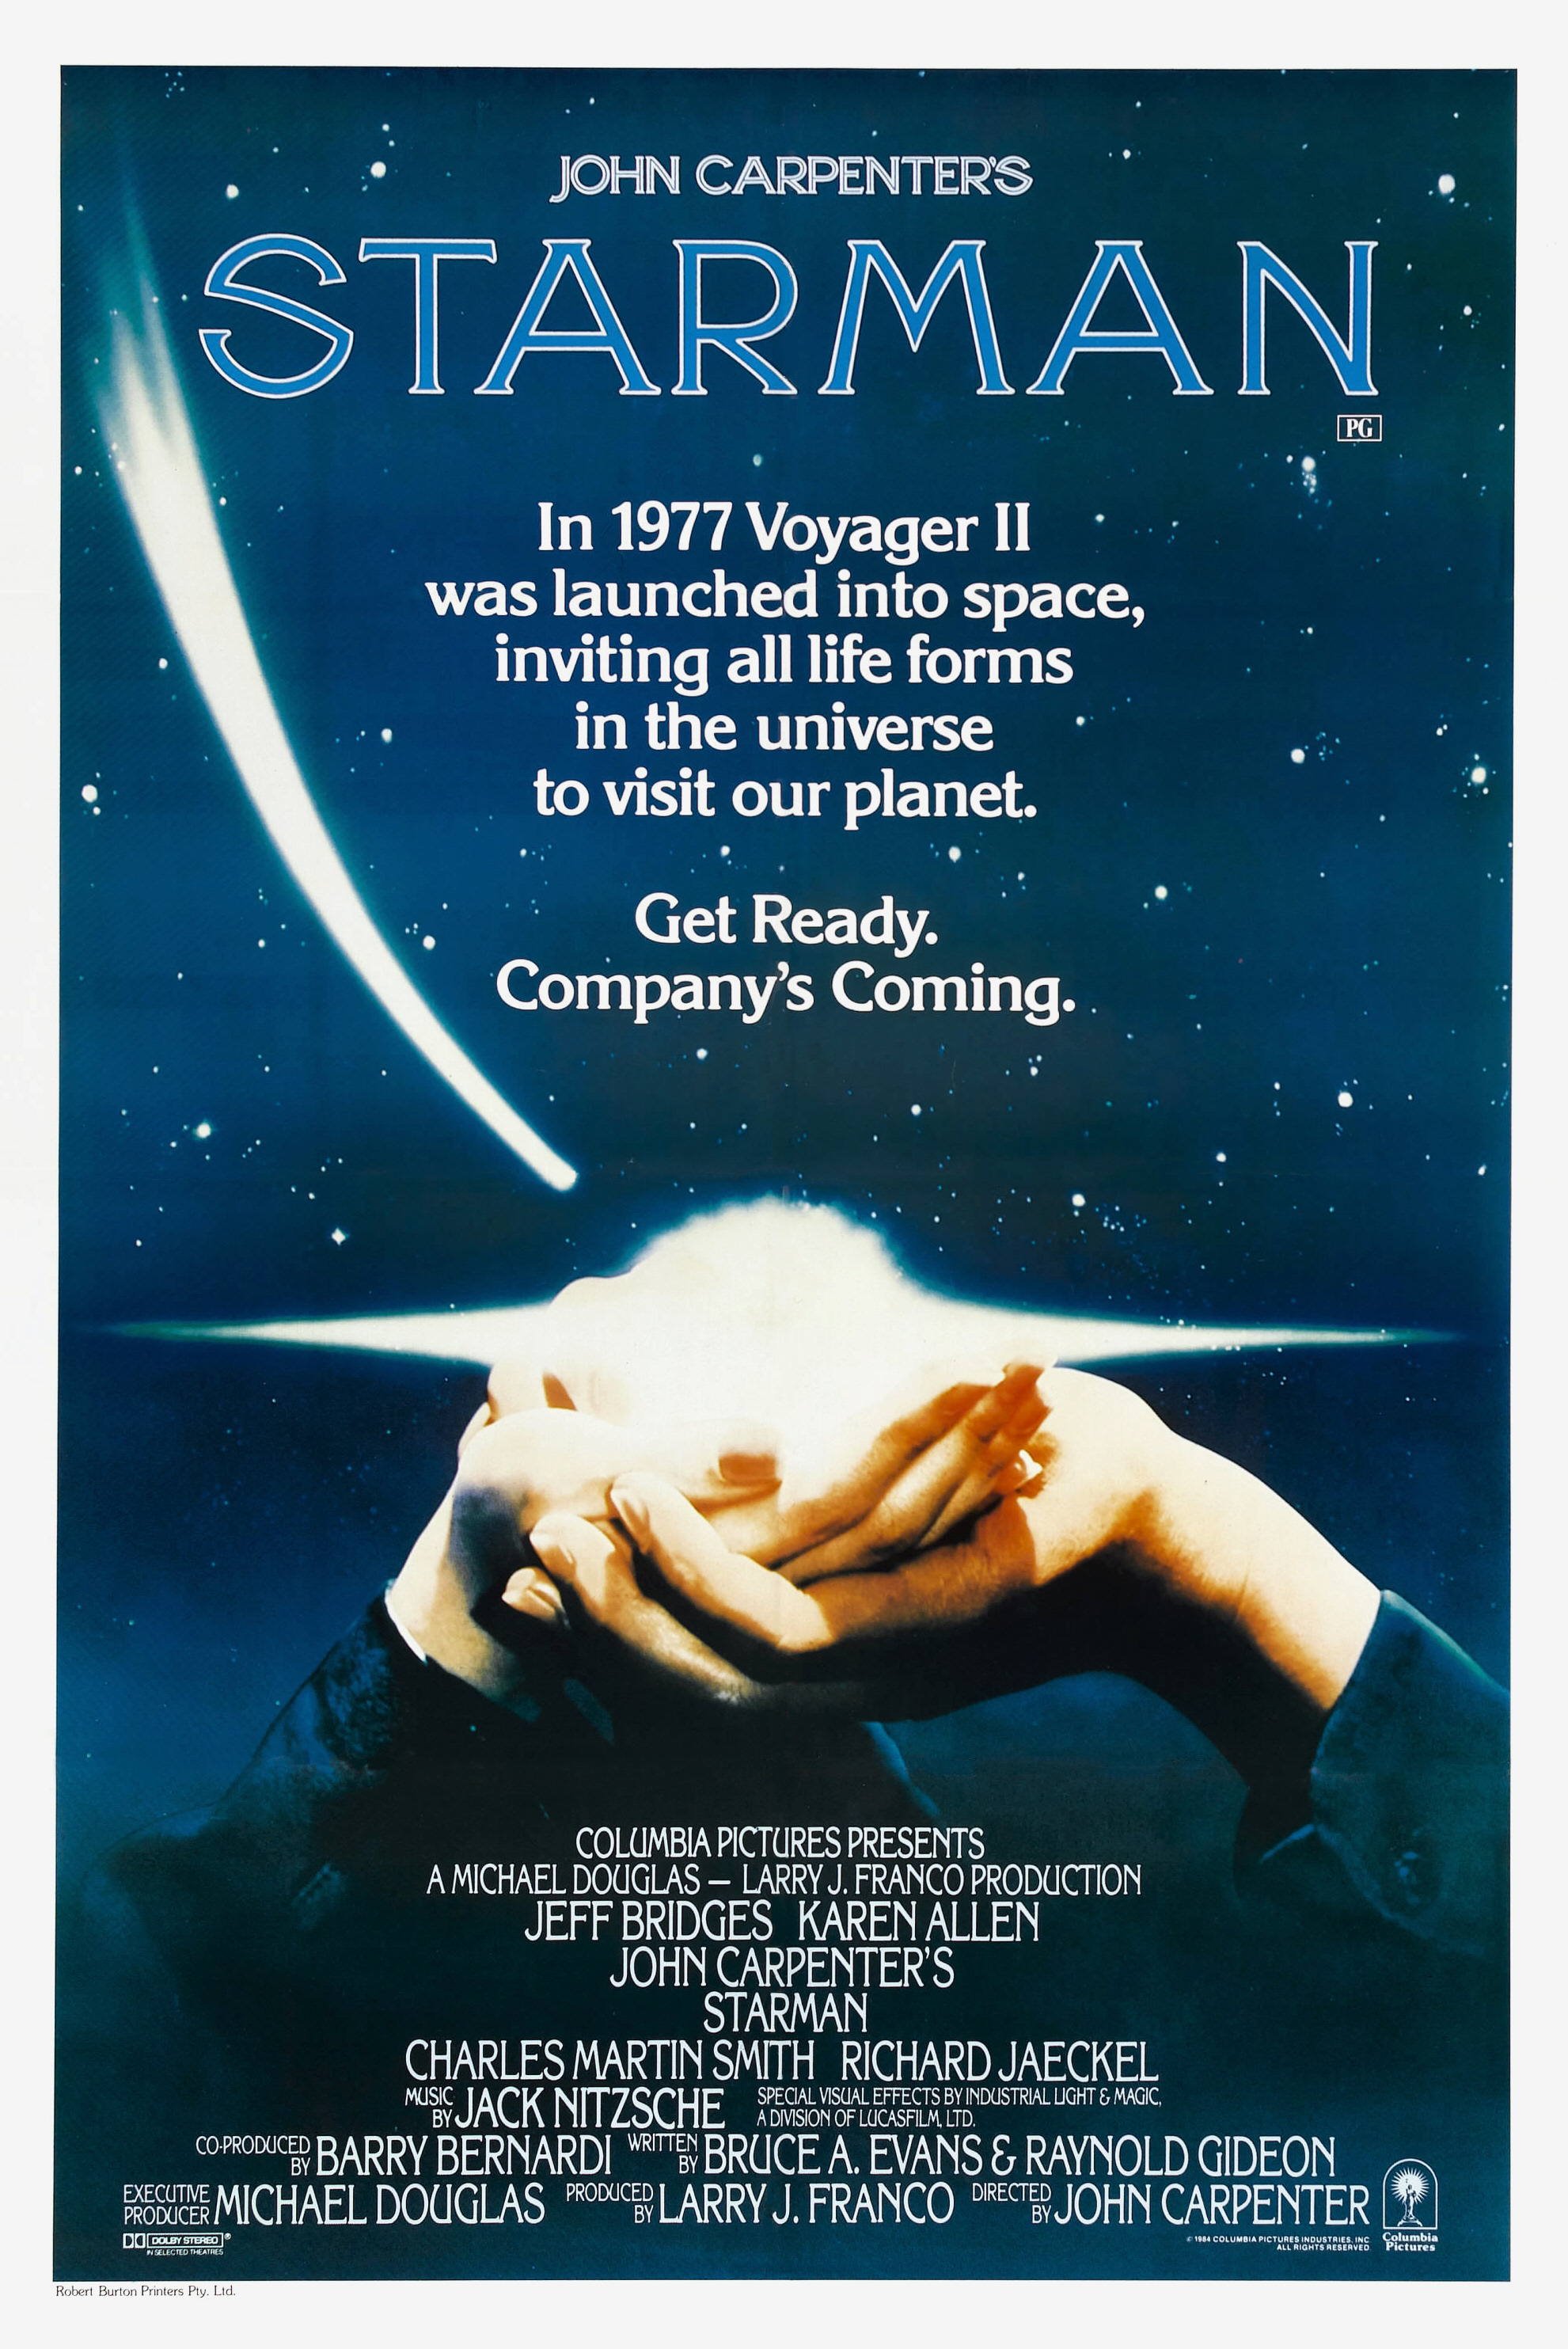 JOHN CARPENTER'S
STARMAN
PG
In 1977 Voyager II
was launched into space,
inviting all life forms
in the universe
to visit our planet.
Get Ready.
Company's Coming.
COLUMBIA PICTURES PRESENTS
A MICHAEL DOUGLAS — LARRY J. FRANCO PRODUCTION
JEFF BRIDGES KAREN ALLEN
JOHN CARPENTER'S
STARMAN
CHARLES MARTIN SMITH RICHARD JAECKEL
MUSIC BY JACK NITZSCHE SPECIAL VISUAL EFFECTS BY INDUSTRIAL LIGHT & MAGIC, A DIVISION OF LUCASFILM, LTD.
CO-PRODUCED BY BARRY BERNARDI WRITTEN BY BRUCE A. EVANS & RAYNOLD GIDEON
EXECUTIVE PRODUCER MICHAEL DOUGLAS PRODUCED BY LARRY J. FRANCO DIRECTED BY JOHN CARPENTER
DOLBY STEREO ®
IN SELECTED THEATRES
© 1984 COLUMBIA PICTURES INDUSTRIES, INC.
ALL RIGHTS RESERVED
Columbia
Pictures
Robert Burton Printers Pty. Ltd.